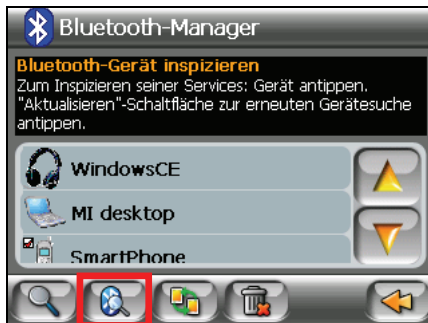 Bluetooth-Manager
Bluetooth-Gerät inspizieren
Zum Inspizieren seiner Services: Gerät antippen.
"Aktualisieren"-Schaltfläche zur erneuten Gerätesuche
antippen.
WindowsCE
MI desktop
SmartPhone